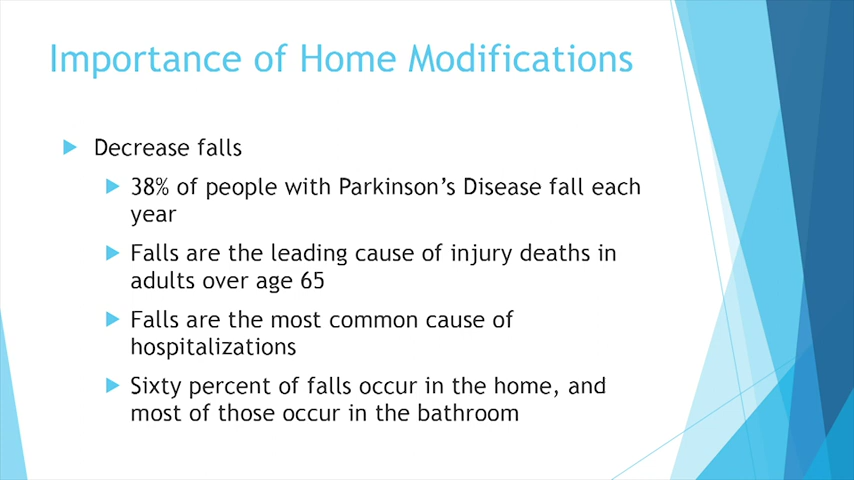 Importance of Home Modifications
Decrease falls
38% of people with Parkinson’s Disease fall each
year
Falls are the leading cause of injury deaths in
adults over age 65
Falls are the most common cause of
hospitalizations
Sixty percent of falls occur in the home, and
most of those occur in the bathroom